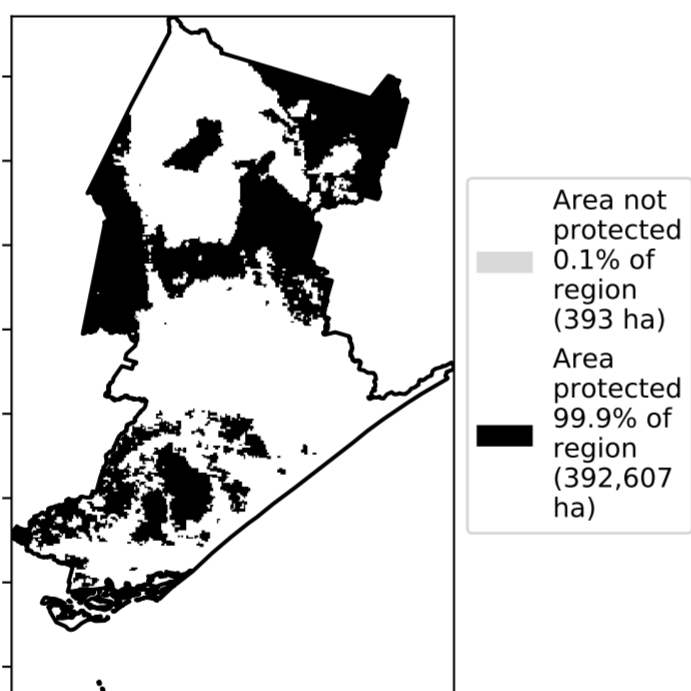 Area not
protected
0.1% of
region
(393 ha)
Area
protected
99.9% of
region
(392,607
ha)